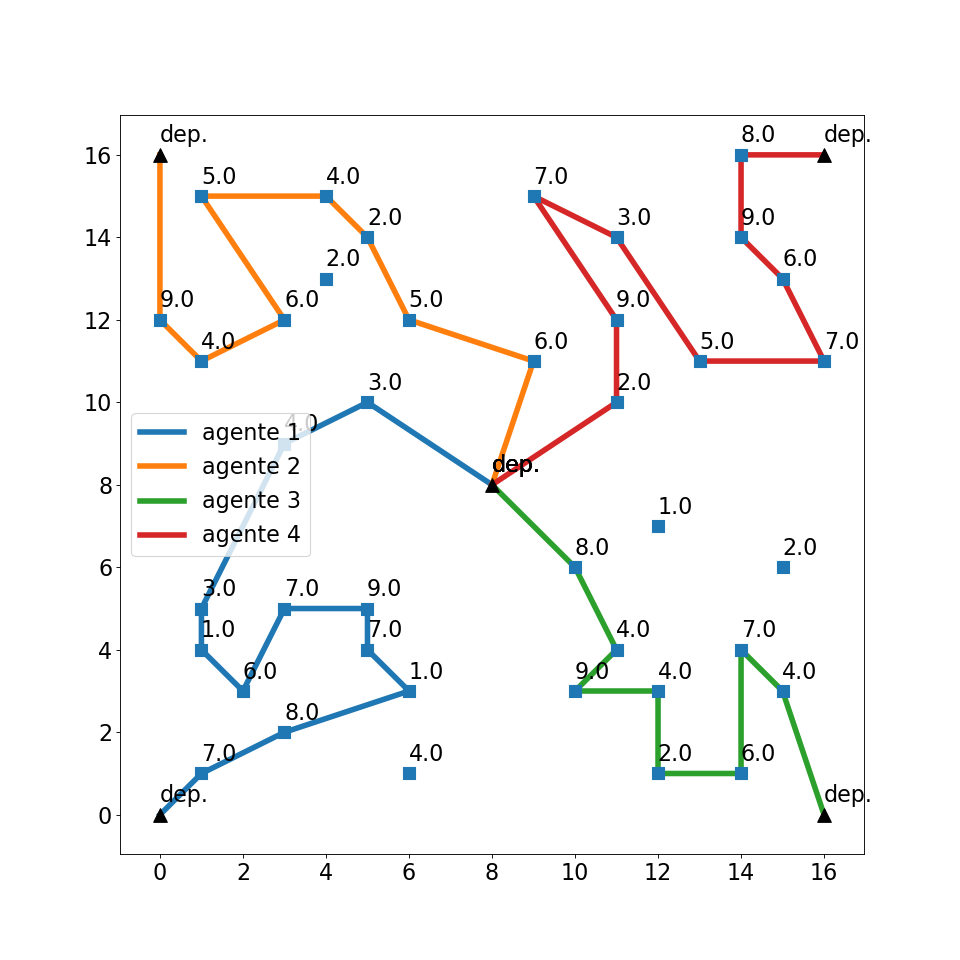 8.0
dep. dep.
16
5.0 4.0 7.0
2.0 3.0 9.0
14
2.0 6.0
9.0 6.0 5.0 9.0
12
4.0 6.0 5.0 7.0
3.0 2.0
10
4.0
agente 1
agente 2
agente 3
agente 4
dep.
8
1.0
8.0 2.0
6
3.0 7.0 9.0
1.0 7.0 4.0 7.0
4
6.0 1.0 9.0 4.0 4.0
8.0
2
7.0 4.0 2.0 6.0
dep. dep.
0
0 2 4 6 8 10 12 14 16